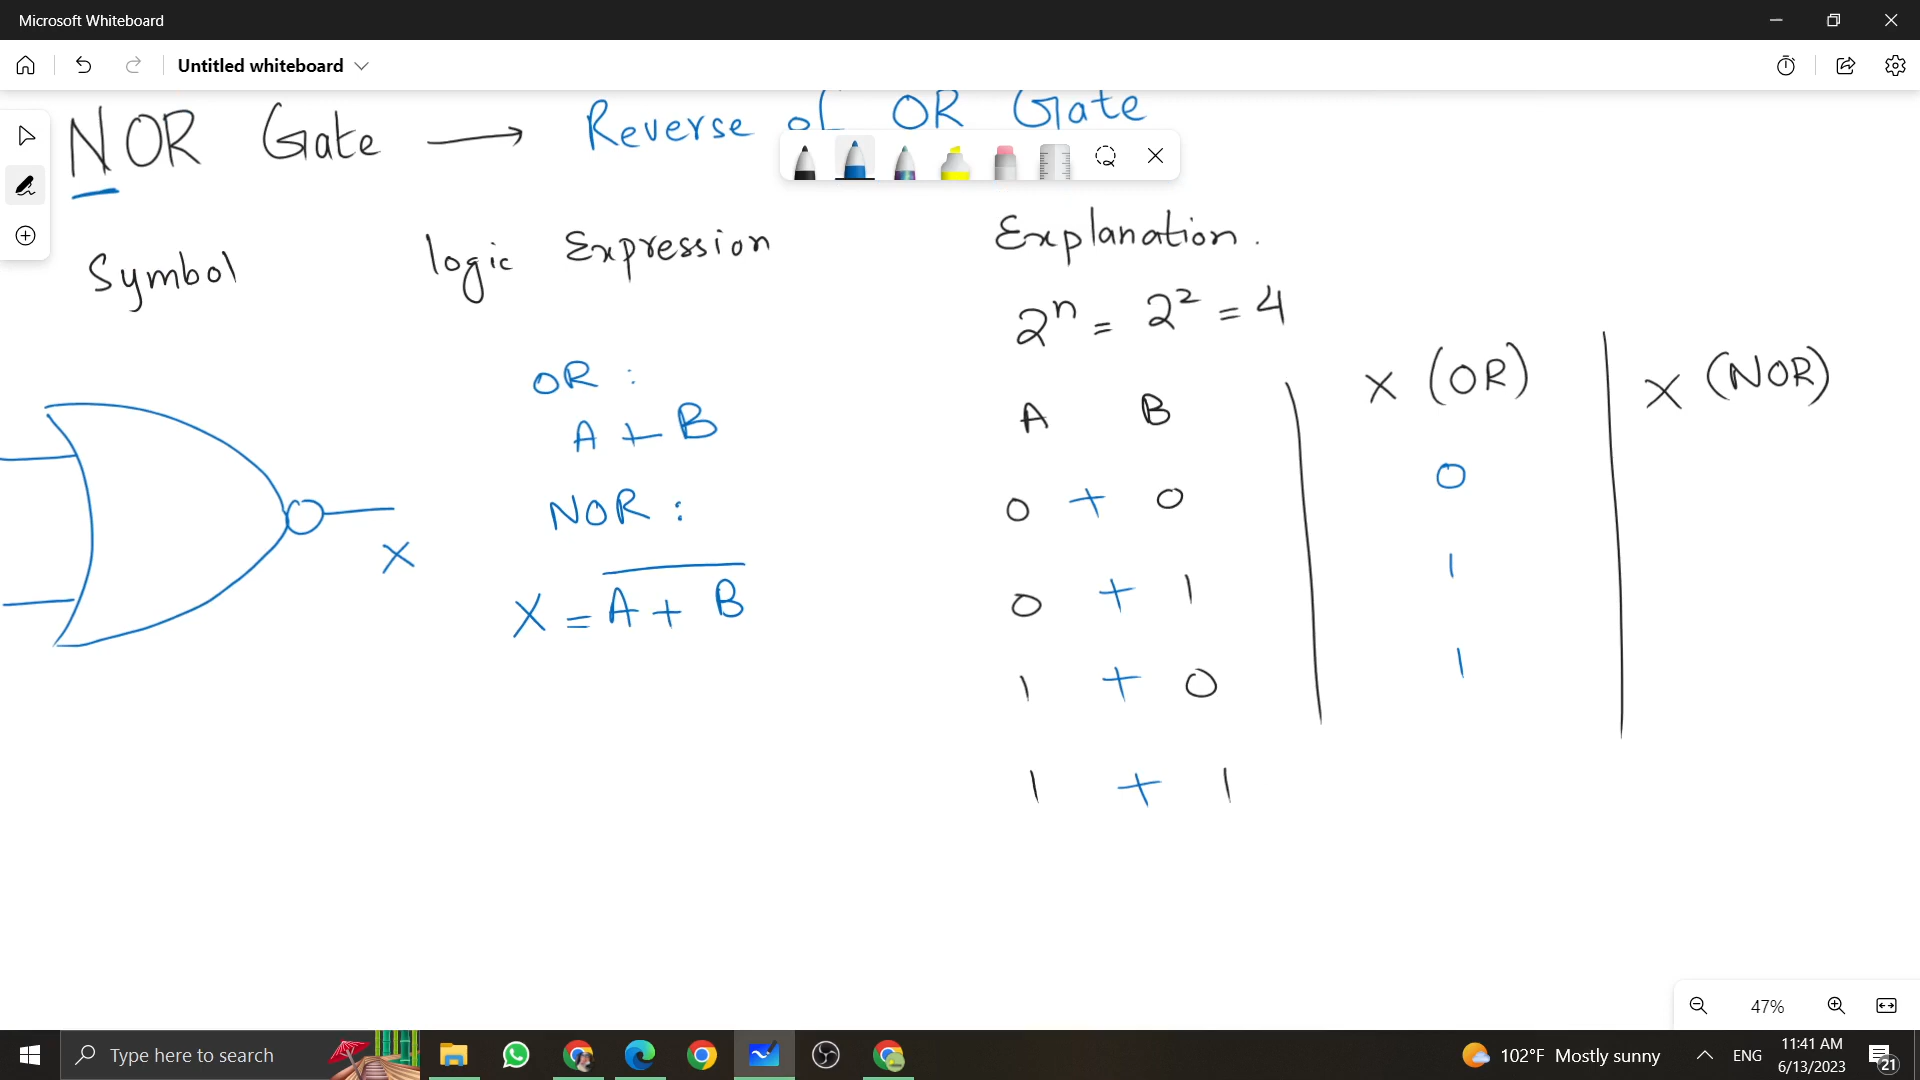 Microsoft Whiteboard
Untitled whiteboard
NOR Gate → Reverse of OR Gate
Symbol
logic Expression
Explanation.
2ⁿ = 2² = 4
OR :
A + B
NOR :
X = \overline{A + B}
X
A B X (OR) X (NOR)
0 + 0 0
0 + 1 1
1 + 0 1
1 + 1
47%
Type here to search
102°F Mostly sunny
ENG
11:41 AM
6/13/2023
21